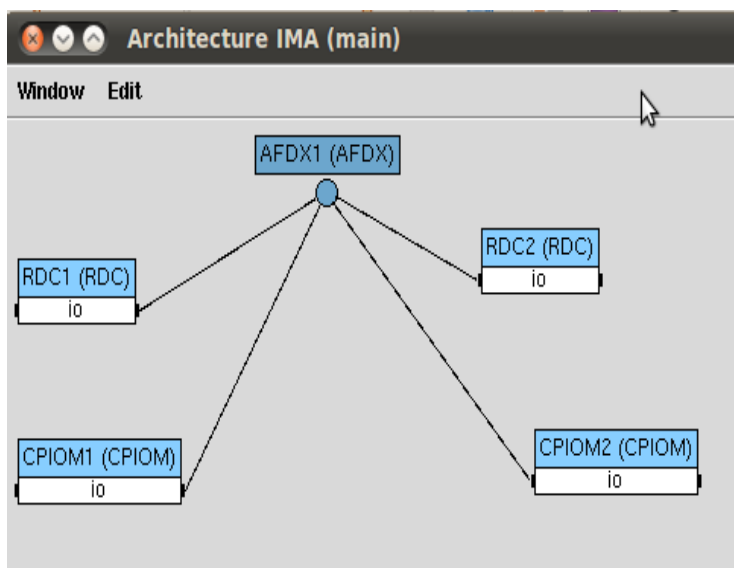 Architecture IMA (main)
Window Edit
AFDX1 (AFDX)
RDC2 (RDC)
io
RDC1 (RDC)
io
CPIOM1 (CPIOM)
io
CPIOM2 (CPIOM)
io